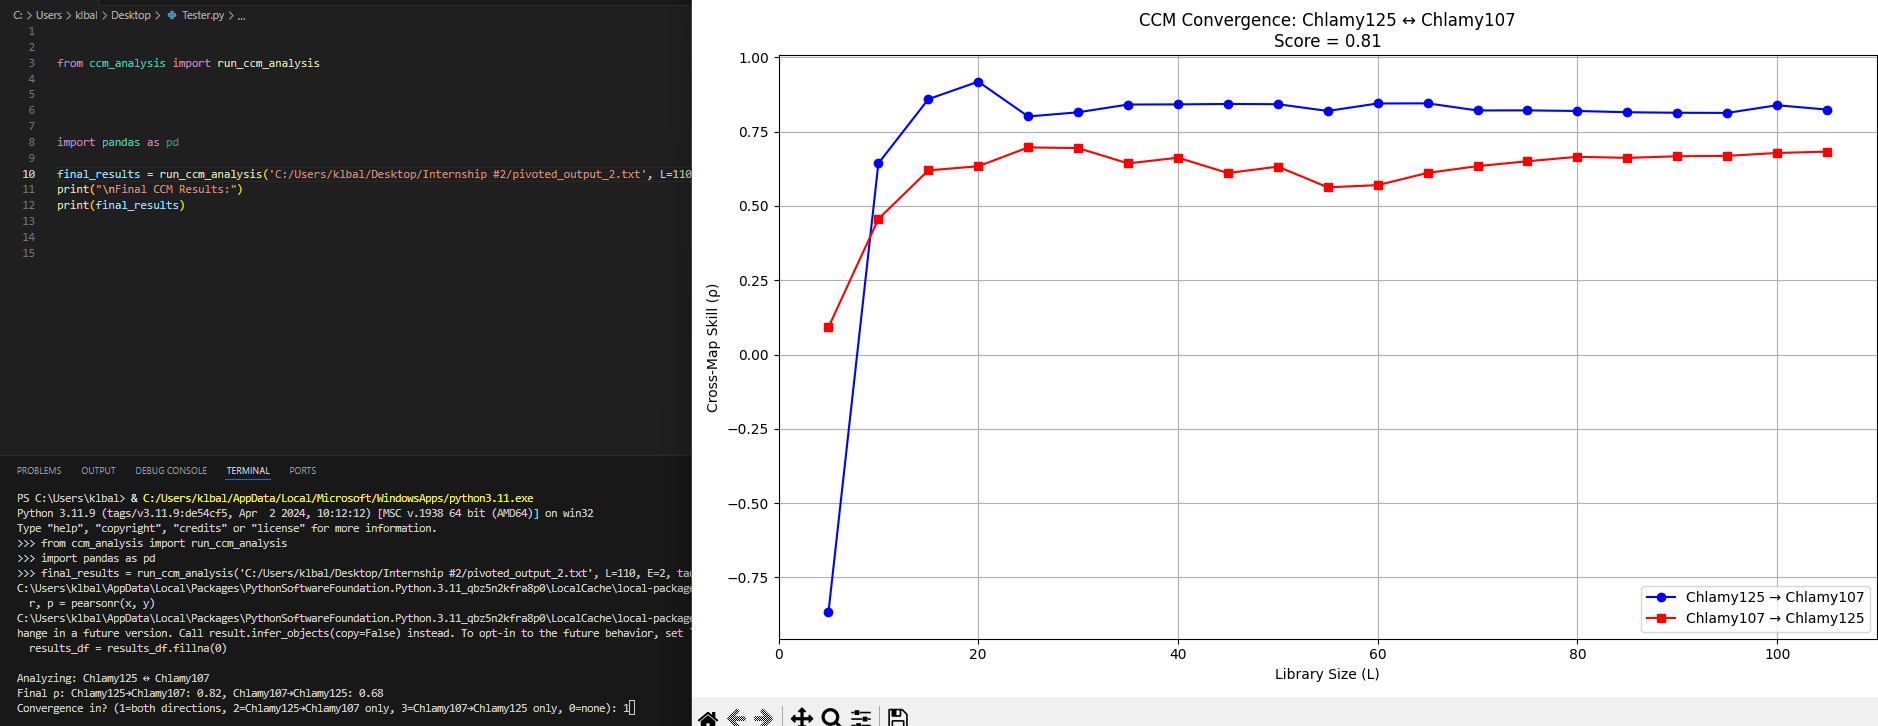 C: > Users > klbal > Desktop > Tester.py > ...
1
2
3 from ccm_analysis import run_ccm_analysis
4
5
6
7
8 import pandas as pd
9
10 final_results = run_ccm_analysis('C:/Users/klbal/Desktop/Internship #2/pivoted_output_2.txt', L=110
11 print("\nFinal CCM Results:")
12 print(final_results)
13
14
15
PROBLEMS OUTPUT DEBUG CONSOLE TERMINAL PORTS
PS C:\Users\klbal> & C:/Users/klbal/AppData/Local/Microsoft/WindowsApps/python3.11.exe
Python 3.11.9 (tags/v3.11.9:de54cf5, Apr  2 2024, 10:12:12) [MSC v.1938 64 bit (AMD64)] on win32
Type "help", "copyright", "credits" or "license" for more information.
>>> from ccm_analysis import run_ccm_analysis
>>> import pandas as pd
>>> final_results = run_ccm_analysis('C:/Users/klbal/Desktop/Internship #2/pivoted_output_2.txt', L=110, E=2, tau
C:\Users\klbal\AppData\Local\Packages\PythonSoftwareFoundation.Python.3.11_qbz5n2kfra8p0\LocalCache\local-package
r, p = pearsonr(x, y)
C:\Users\klbal\AppData\Local\Packages\PythonSoftwareFoundation.Python.3.11_qbz5n2kfra8p0\LocalCache\local-package
hange in a future version. Call result.infer_objects(copy=False) instead. To opt-in to the future behavior, set `
results_df = results_df.fillna(0)
Analyzing: Chlamy125 ↔ Chlamy107
Final ρ: Chlamy125→Chlamy107: 0.82, Chlamy107→Chlamy125: 0.68
Convergence in? (1=both directions, 2=Chlamy125→Chlamy107 only, 3=Chlamy107→Chlamy125 only, 0=none): 1
CCM Convergence: Chlamy125 ↔ Chlamy107
Score = 0.81
Cross-Map Skill (ρ)
1.00
0.75
0.50
0.25
0.00
−0.25
−0.50
−0.75
Chlamy125 → Chlamy107
Chlamy107 → Chlamy125
0 20 40 60 80 100
Library Size (L)